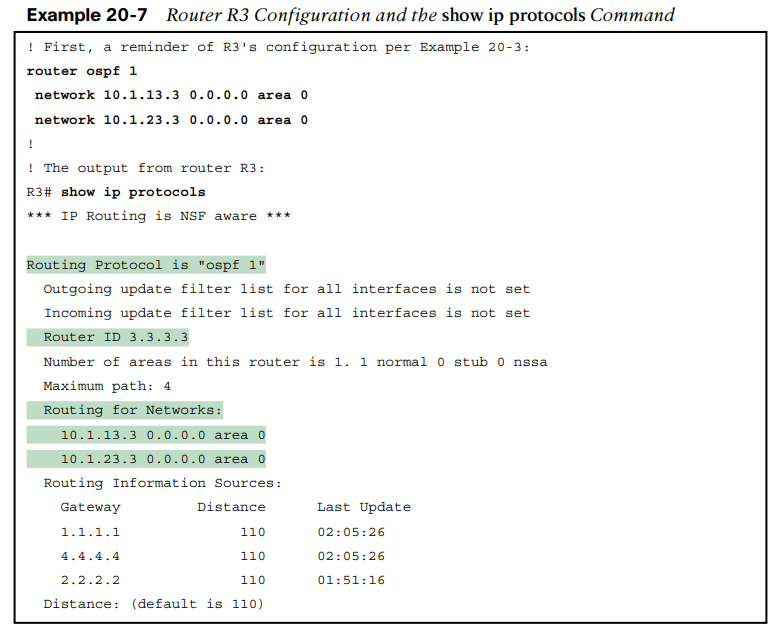 Example 20-7 Router R3 Configuration and the show ip protocols Command
! First, a reminder of R3's configuration per Example 20-3:
router ospf 1
 network 10.1.13.3 0.0.0.0 area 0
 network 10.1.23.3 0.0.0.0 area 0
!
! The output from router R3:
R3# show ip protocols
*** IP Routing is NSF aware ***

Routing Protocol is "ospf 1"
  Outgoing update filter list for all interfaces is not set
  Incoming update filter list for all interfaces is not set
  Router ID 3.3.3.3
  Number of areas in this router is 1. 1 normal 0 stub 0 nssa
  Maximum path: 4
  Routing for Networks:
    10.1.13.3 0.0.0.0 area 0
    10.1.23.3 0.0.0.0 area 0
  Routing Information Sources:
    Gateway         Distance      Last Update
    1.1.1.1              110      02:05:26
    4.4.4.4              110      02:05:26
    2.2.2.2              110      01:51:16
  Distance: (default is 110)